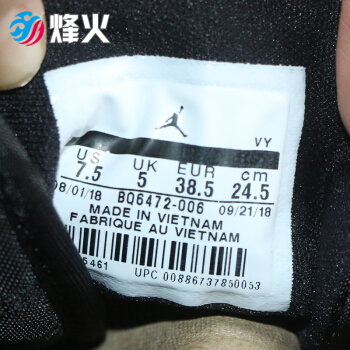 烽火
VY
US UK EUR cm
7.5 5 38.5 24.5
08/01/18 BQ6472-006 09/21/18
MADE IN VIETNAM
FABRIQUE AU VIETNAM
5461
UPC 00886737850053